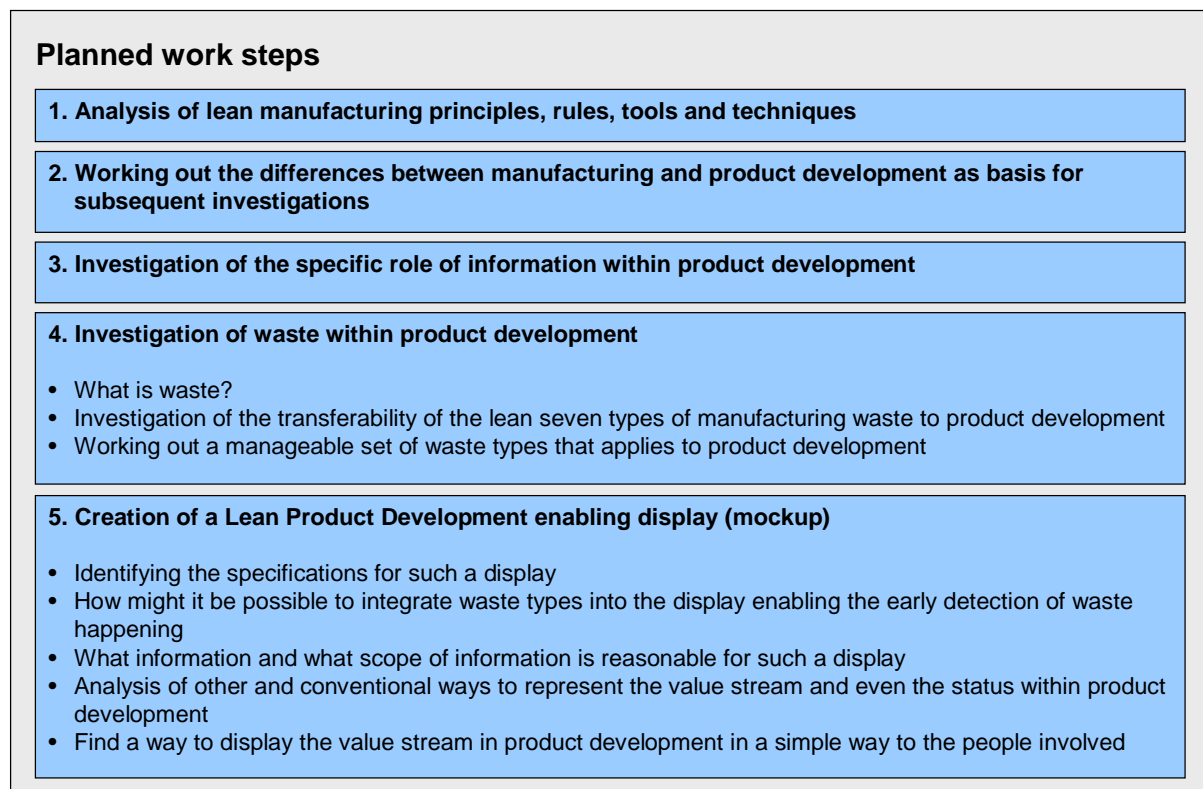 Planned work steps
1. Analysis of lean manufacturing principles, rules, tools and techniques
2. Working out the differences between manufacturing and product development as basis for
subsequent investigations
3. Investigation of the specific role of information within product development
4. Investigation of waste within product development
• What is waste?
• Investigation of the transferability of the lean seven types of manufacturing waste to product development
• Working out a manageable set of waste types that applies to product development
5. Creation of a Lean Product Development enabling display (mockup)
• Identifying the specifications for such a display
• How might it be possible to integrate waste types into the display enabling the early detection of waste
happening
• What information and what scope of information is reasonable for such a display
• Analysis of other and conventional ways to represent the value stream and even the status within product
development
• Find a way to display the value stream in product development in a simple way to the people involved